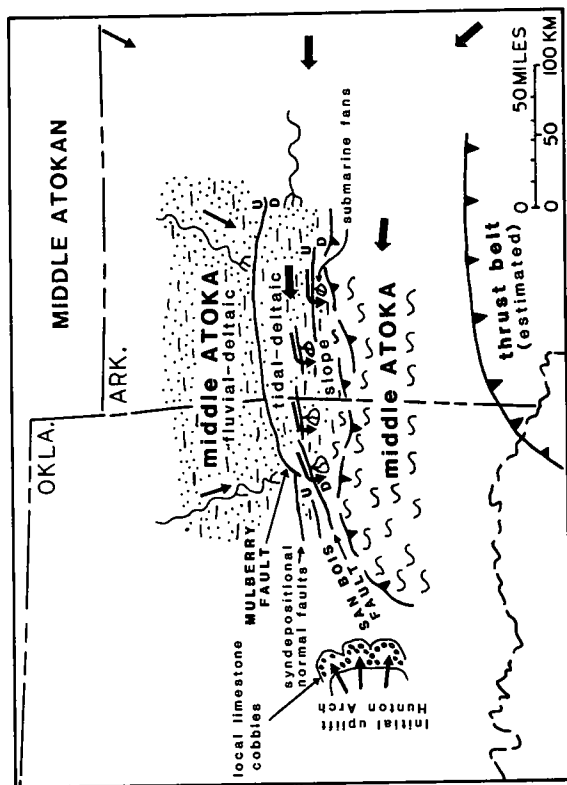 MIDDLE ATOKAN
OKLA.
ARK.
middle ATOKA
fluvial-deltaic
MULBERRY
FAULT
U
D
tidal-deltaic
syndepositional
normal faults
local limestone
cobbles
U
D
U
D
slope
submarine fans
SAN BOIS
FAULT
Initial uplift
Hunton Arch
middle ATOKA
thrust belt
(estimated)
0 50 MILES
0 50 100 KM